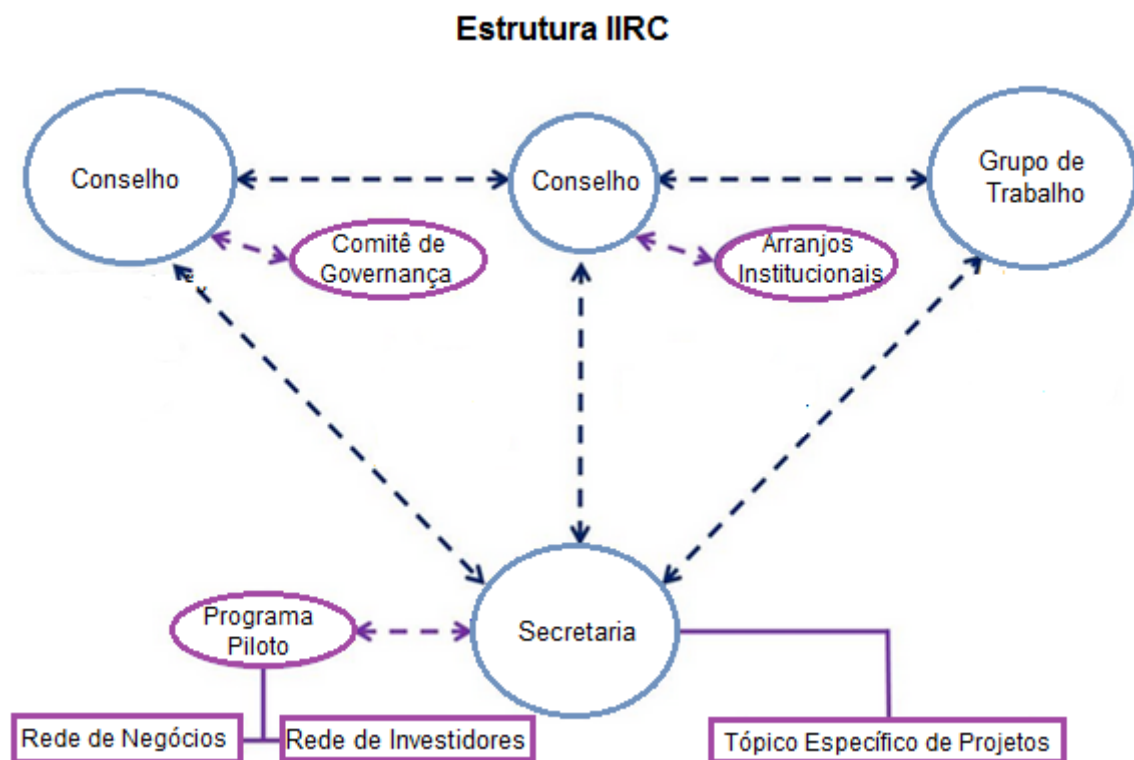 Estrutura IIRC
Conselho
Conselho
Grupo de
Trabalho
Comitê de
Governança
Arranjos
Institucionais
Programa
Piloto
Secretaria
Rede de Negócios
Rede de Investidores
Tópico Específico de Projetos